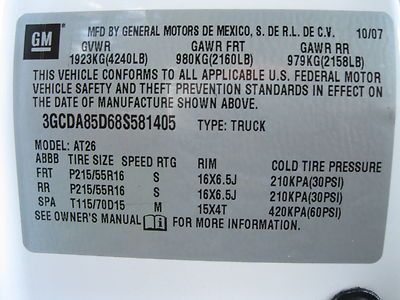 GM
MFD BY GENERAL MOTORS DE MEXICO, S. DE R.L. DE C.V. 10/07
GVWR GAWR FRT GAWR RR
1923KG(4240LB) 980KG(2160LB) 979KG(2158LB)
THIS VEHICLE CONFORMS TO ALL APPLICABLE U.S. FEDERAL MOTOR
VEHICLE SAFETY AND THEFT PREVENTION STANDARDS IN EFFECT ON
THE DATE OF MANUFACTURE SHOWN ABOVE.
3GCDA85D68S581405 TYPE: TRUCK
MODEL: AT26
ABBB TIRE SIZE SPEED RTG RIM COLD TIRE PRESSURE
FRT P215/55R16 S 16X6.5J 210KPA(30PSI)
RR P215/55R16 S 16X6.5J 210KPA(30PSI)
SPA T115/70D15 M 15X4T 420KPA(60PSI)
SEE OWNER'S MANUAL i FOR MORE INFORMATION.